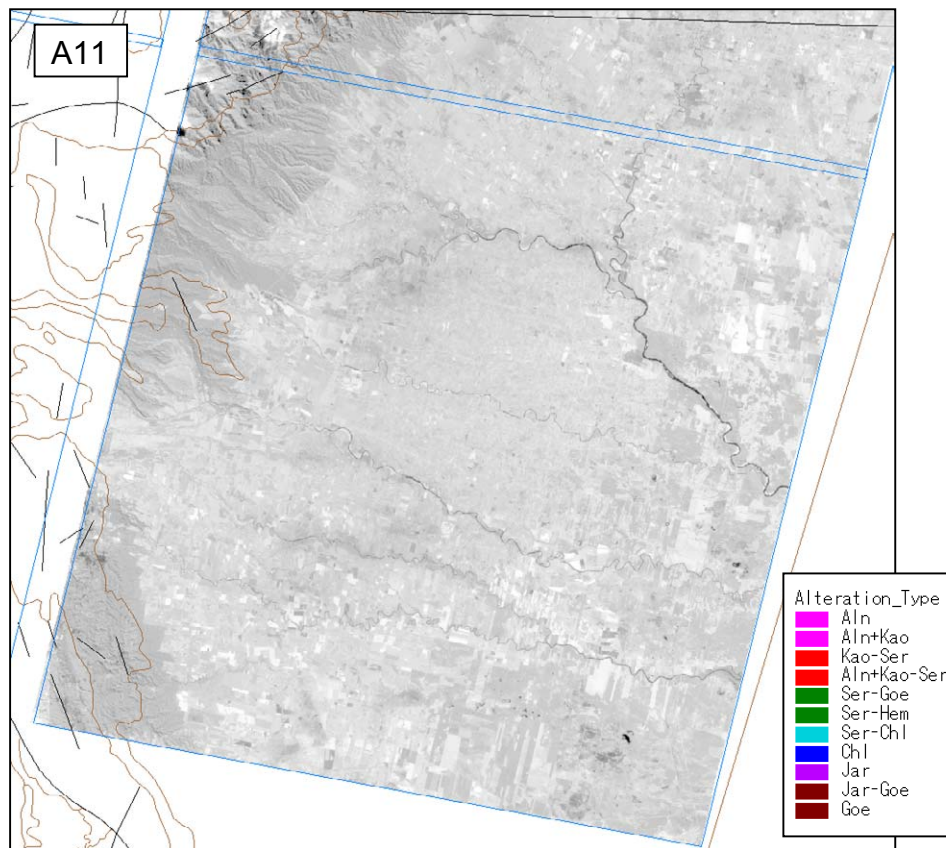 A11
Alteration_Type
Aln
Aln+Kao
Kao-Ser
Aln+Kao-Ser
Ser-Goe
Ser-Hem
Ser-Chl
Chl
Jar
Jar-Goe
Goe